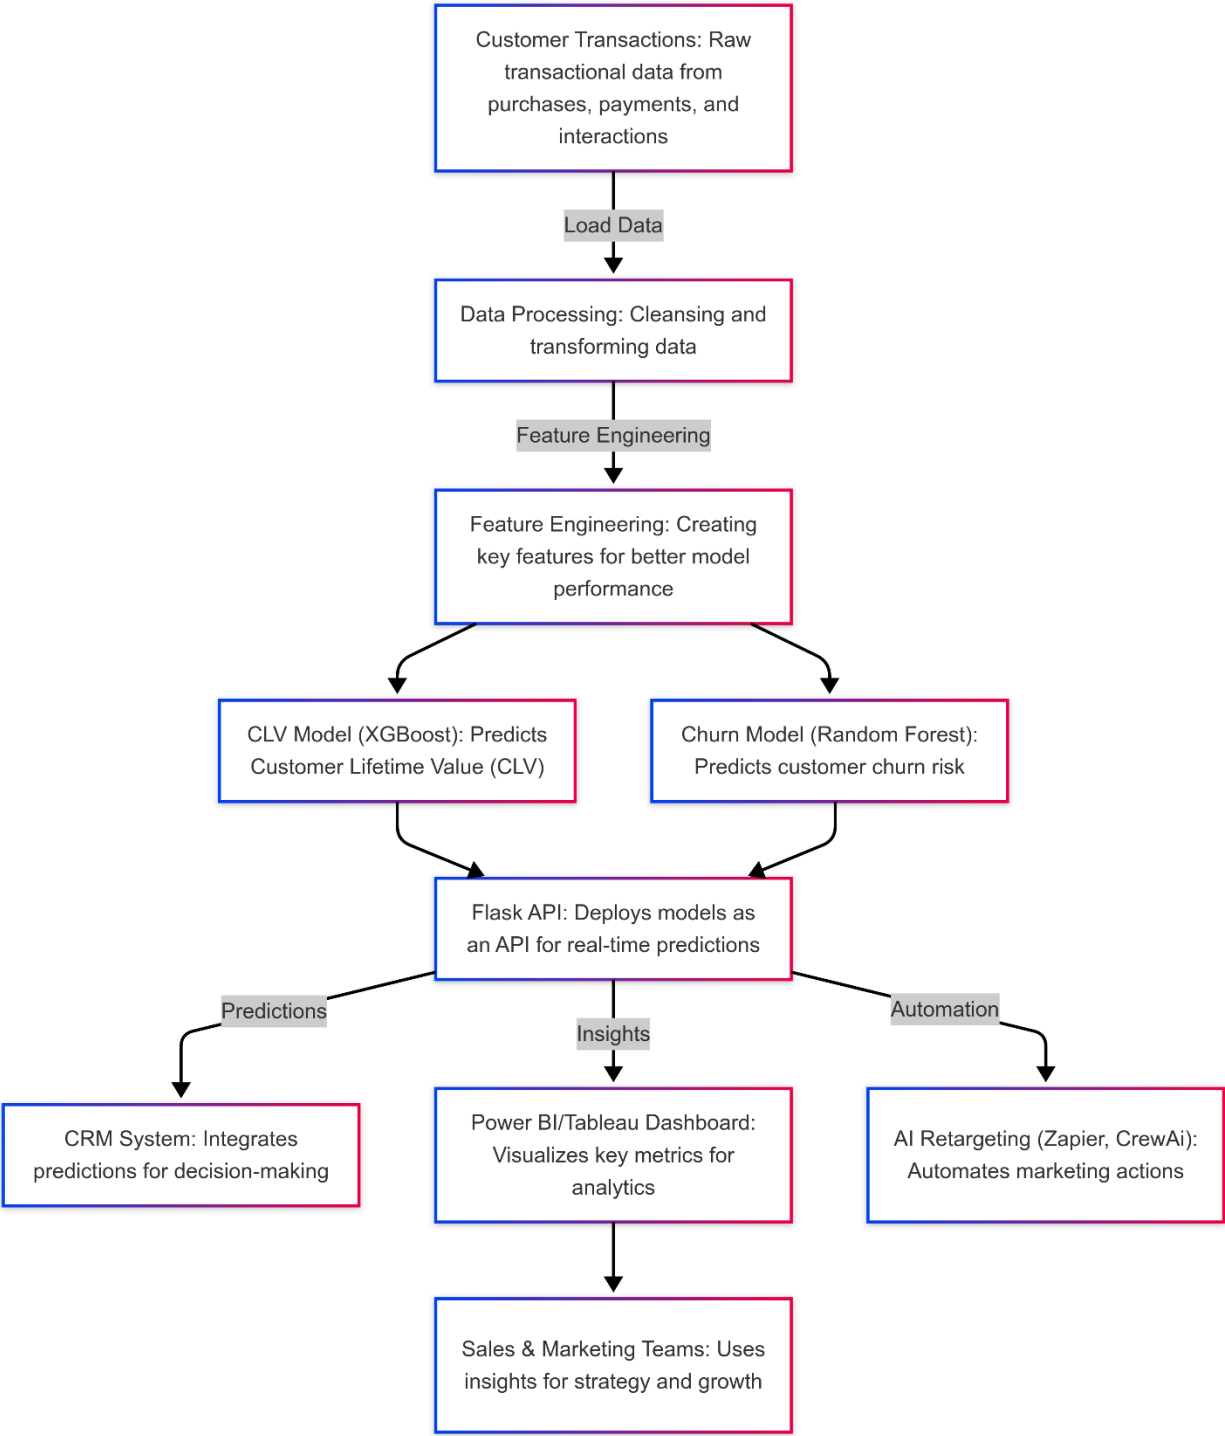 Customer Transactions: Raw
transactional data from
purchases, payments, and
interactions
Load Data
Data Processing: Cleansing and
transforming data
Feature Engineering
Feature Engineering: Creating
key features for better model
performance
CLV Model (XGBoost): Predicts
Customer Lifetime Value (CLV)
Churn Model (Random Forest):
Predicts customer churn risk
Flask API: Deploys models as
an API for real-time predictions
Predictions
Insights
Automation
CRM System: Integrates
predictions for decision-making
Power BI/Tableau Dashboard:
Visualizes key metrics for
analytics
AI Retargeting (Zapier, CrewAi):
Automates marketing actions
Sales & Marketing Teams: Uses
insights for strategy and growth